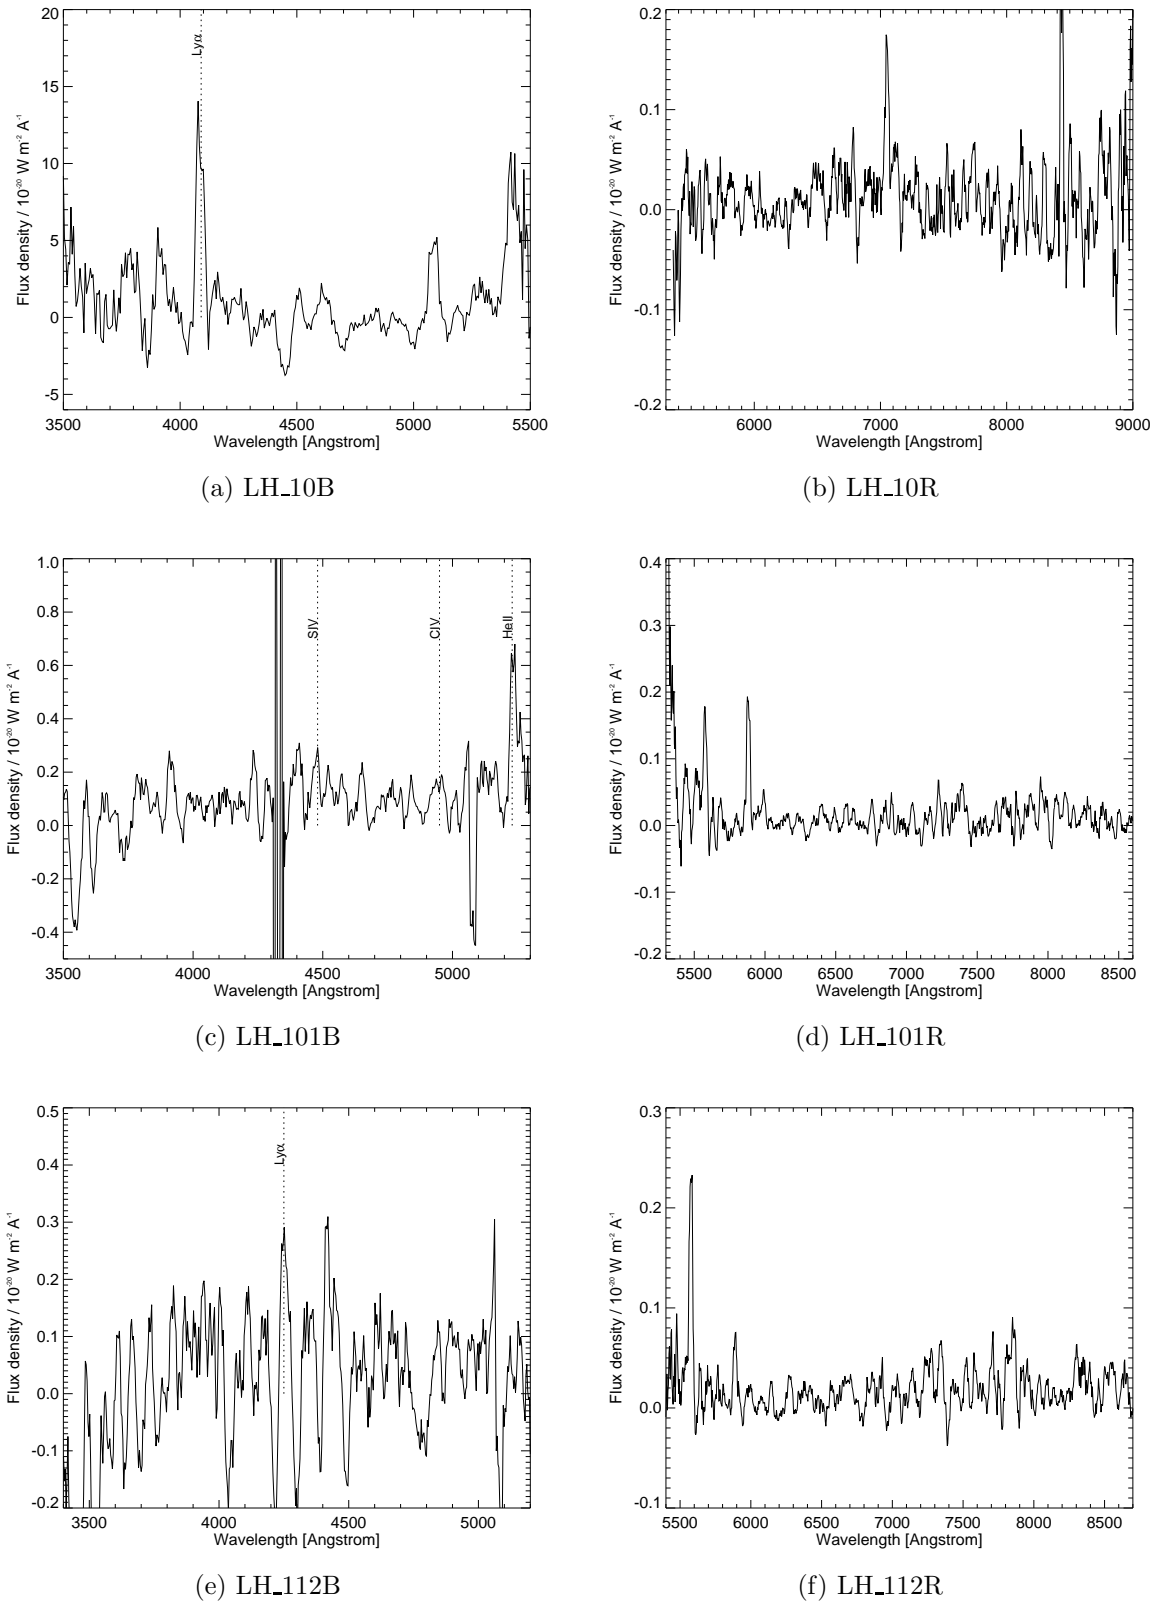 20
15
10
5
0
-5
Flux density / 10⁻²⁰ W m⁻² A⁻¹
Lyα
3500 4000 4500 5000 5500
Wavelength [Angstrom]
(a) LH_10B
0.2
0.1
0.0
-0.1
-0.2
Flux density / 10⁻²⁰ W m⁻² A⁻¹
6000 7000 8000 9000
Wavelength [Angstrom]
(b) LH_10R
1.0
0.8
0.6
0.4
0.2
0.0
-0.2
-0.4
Flux density / 10⁻²⁰ W m⁻² A⁻¹
SIV CIV HeII
3500 4000 4500 5000
Wavelength [Angstrom]
(c) LH_101B
0.4
0.3
0.2
0.1
0.0
-0.1
-0.2
Flux density / 10⁻²⁰ W m⁻² A⁻¹
5500 6000 6500 7000 7500 8000 8500
Wavelength [Angstrom]
(d) LH_101R
0.5
0.4
0.3
0.2
0.1
0.0
-0.1
-0.2
Flux density / 10⁻²⁰ W m⁻² A⁻¹
Lyα
3500 4000 4500 5000
Wavelength [Angstrom]
(e) LH_112B
0.3
0.2
0.1
0.0
-0.1
Flux density / 10⁻²⁰ W m⁻² A⁻¹
5500 6000 6500 7000 7500 8000 8500
Wavelength [Angstrom]
(f) LH_112R